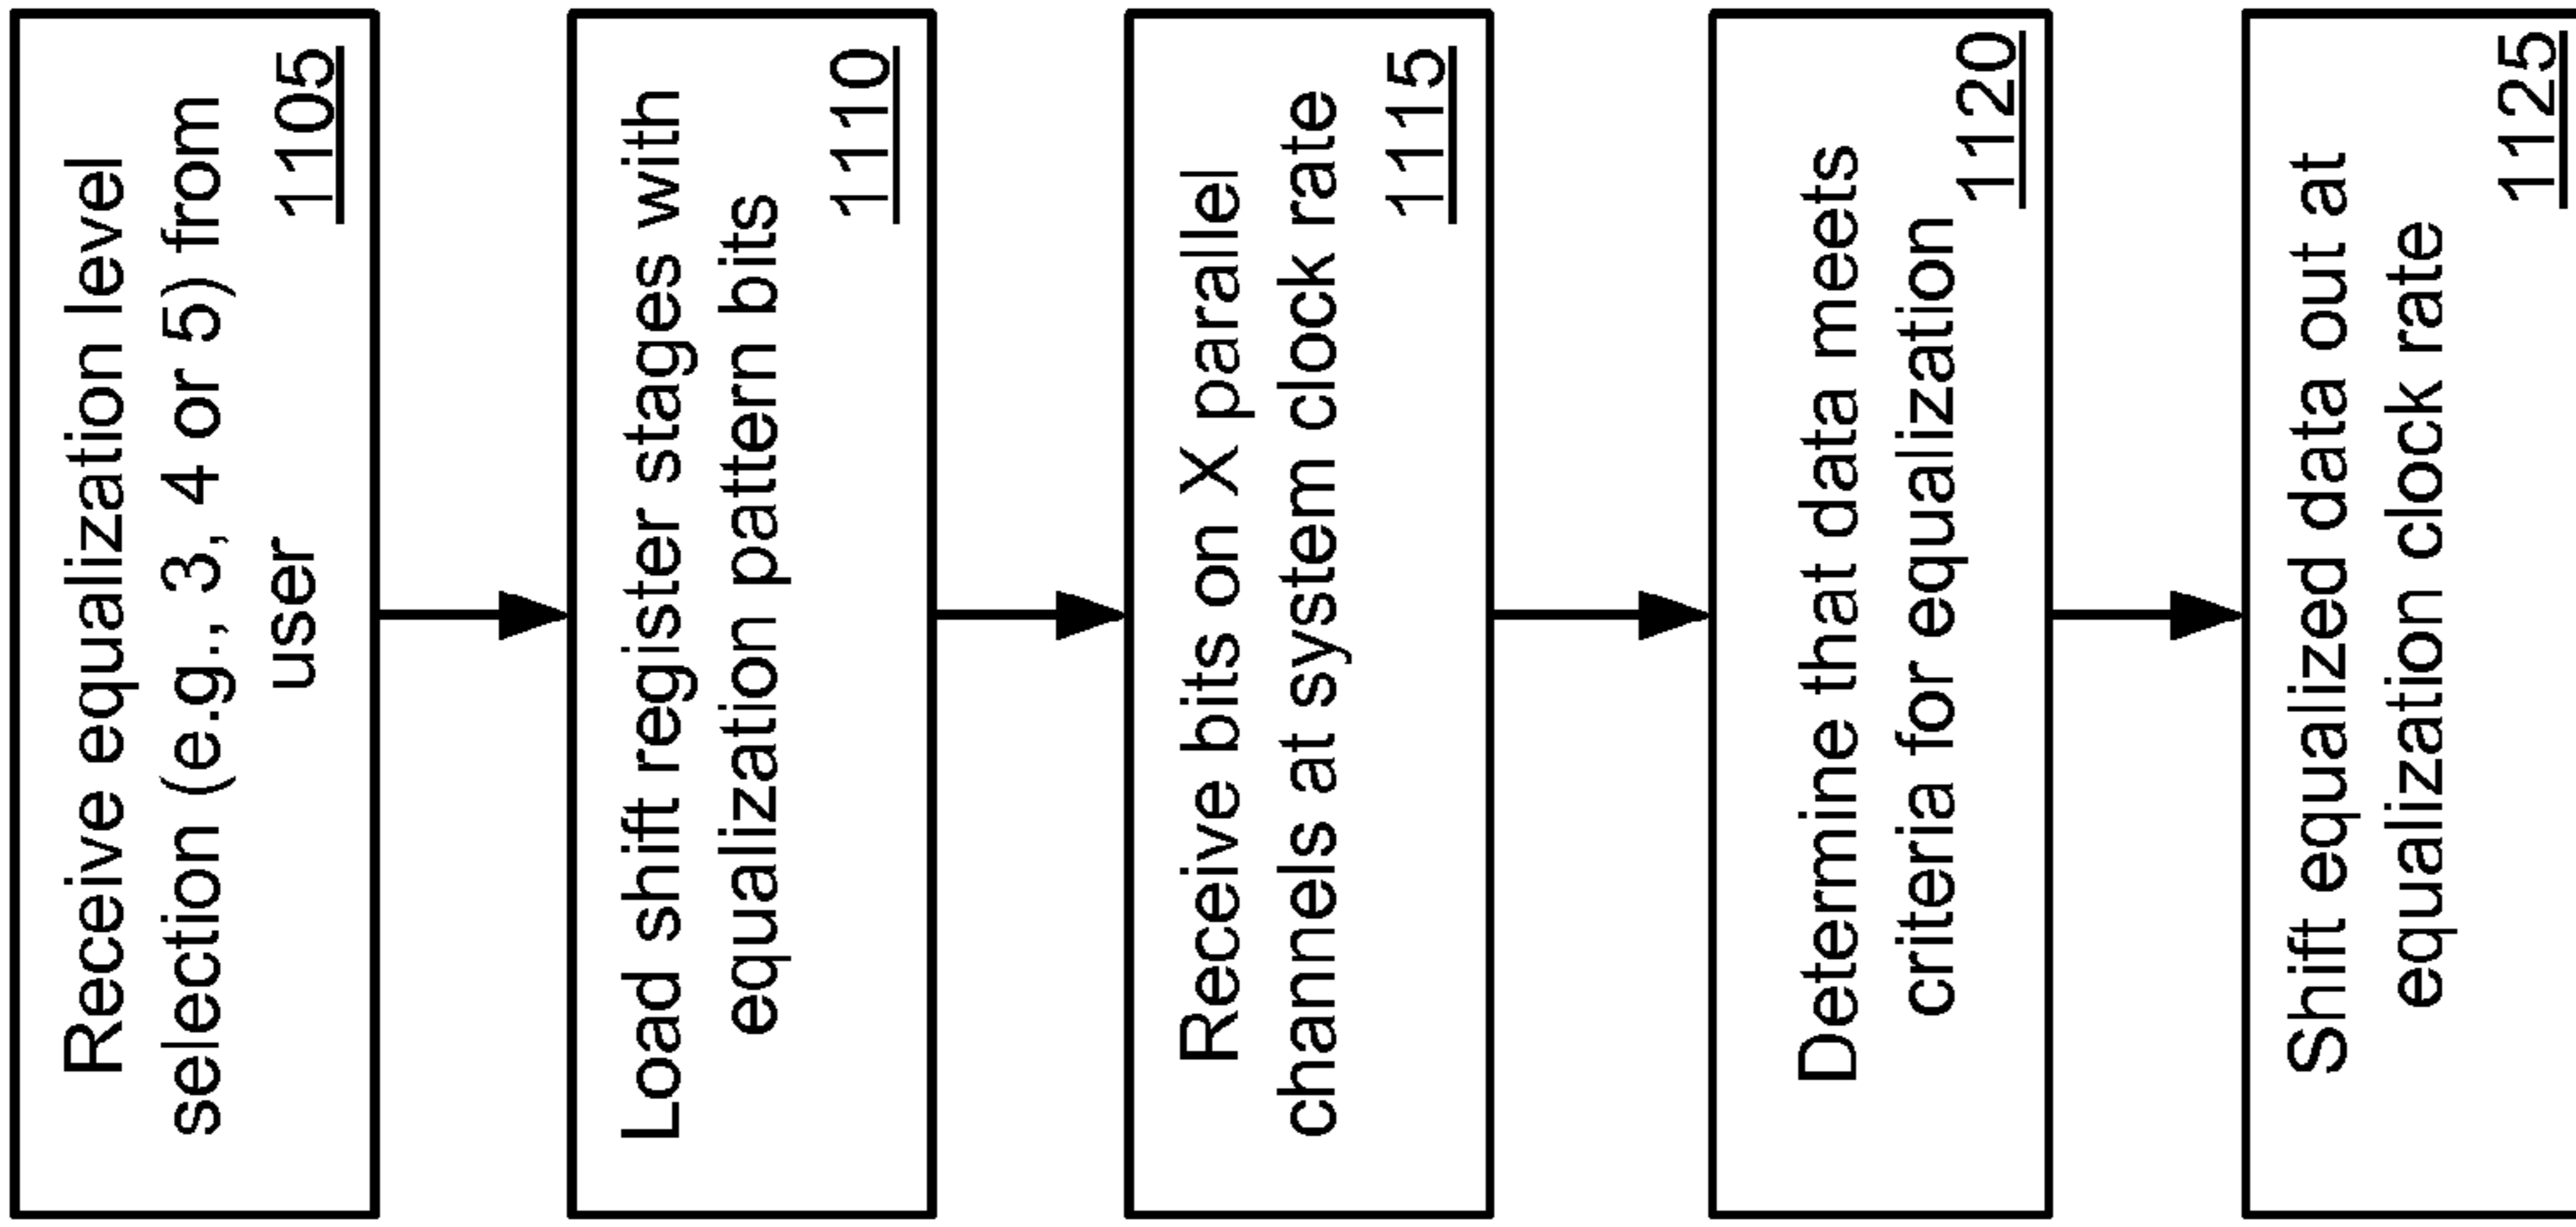 Receive equalization level
selection (e.g., 3, 4 or 5) from
user
1105
Load shift register stages with
equalization pattern bits
1110
Receive bits on X parallel
channels at system clock rate
1115
Determine that data meets
criteria for equalization
1120
Shift equalized data out at
equalization clock rate
1125